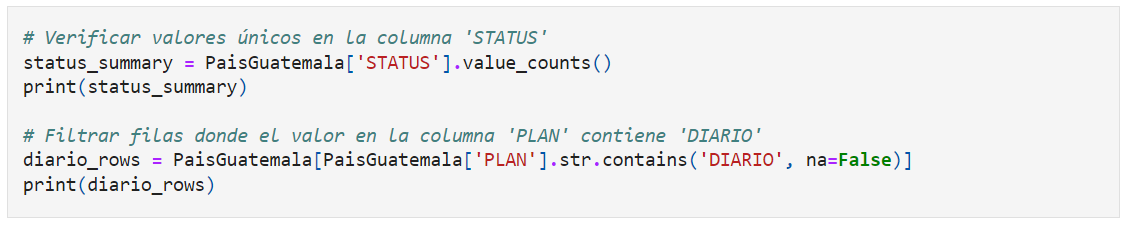 # Verificar valores únicos en la columna 'STATUS'
status_summary = PaisGuatemala['STATUS'].value_counts()
print(status_summary)
# Filtrar filas donde el valor en la columna 'PLAN' contiene 'DIARIO'
diario_rows = PaisGuatemala[PaisGuatemala['PLAN'].str.contains('DIARIO', na=False)]
print(diario_rows)